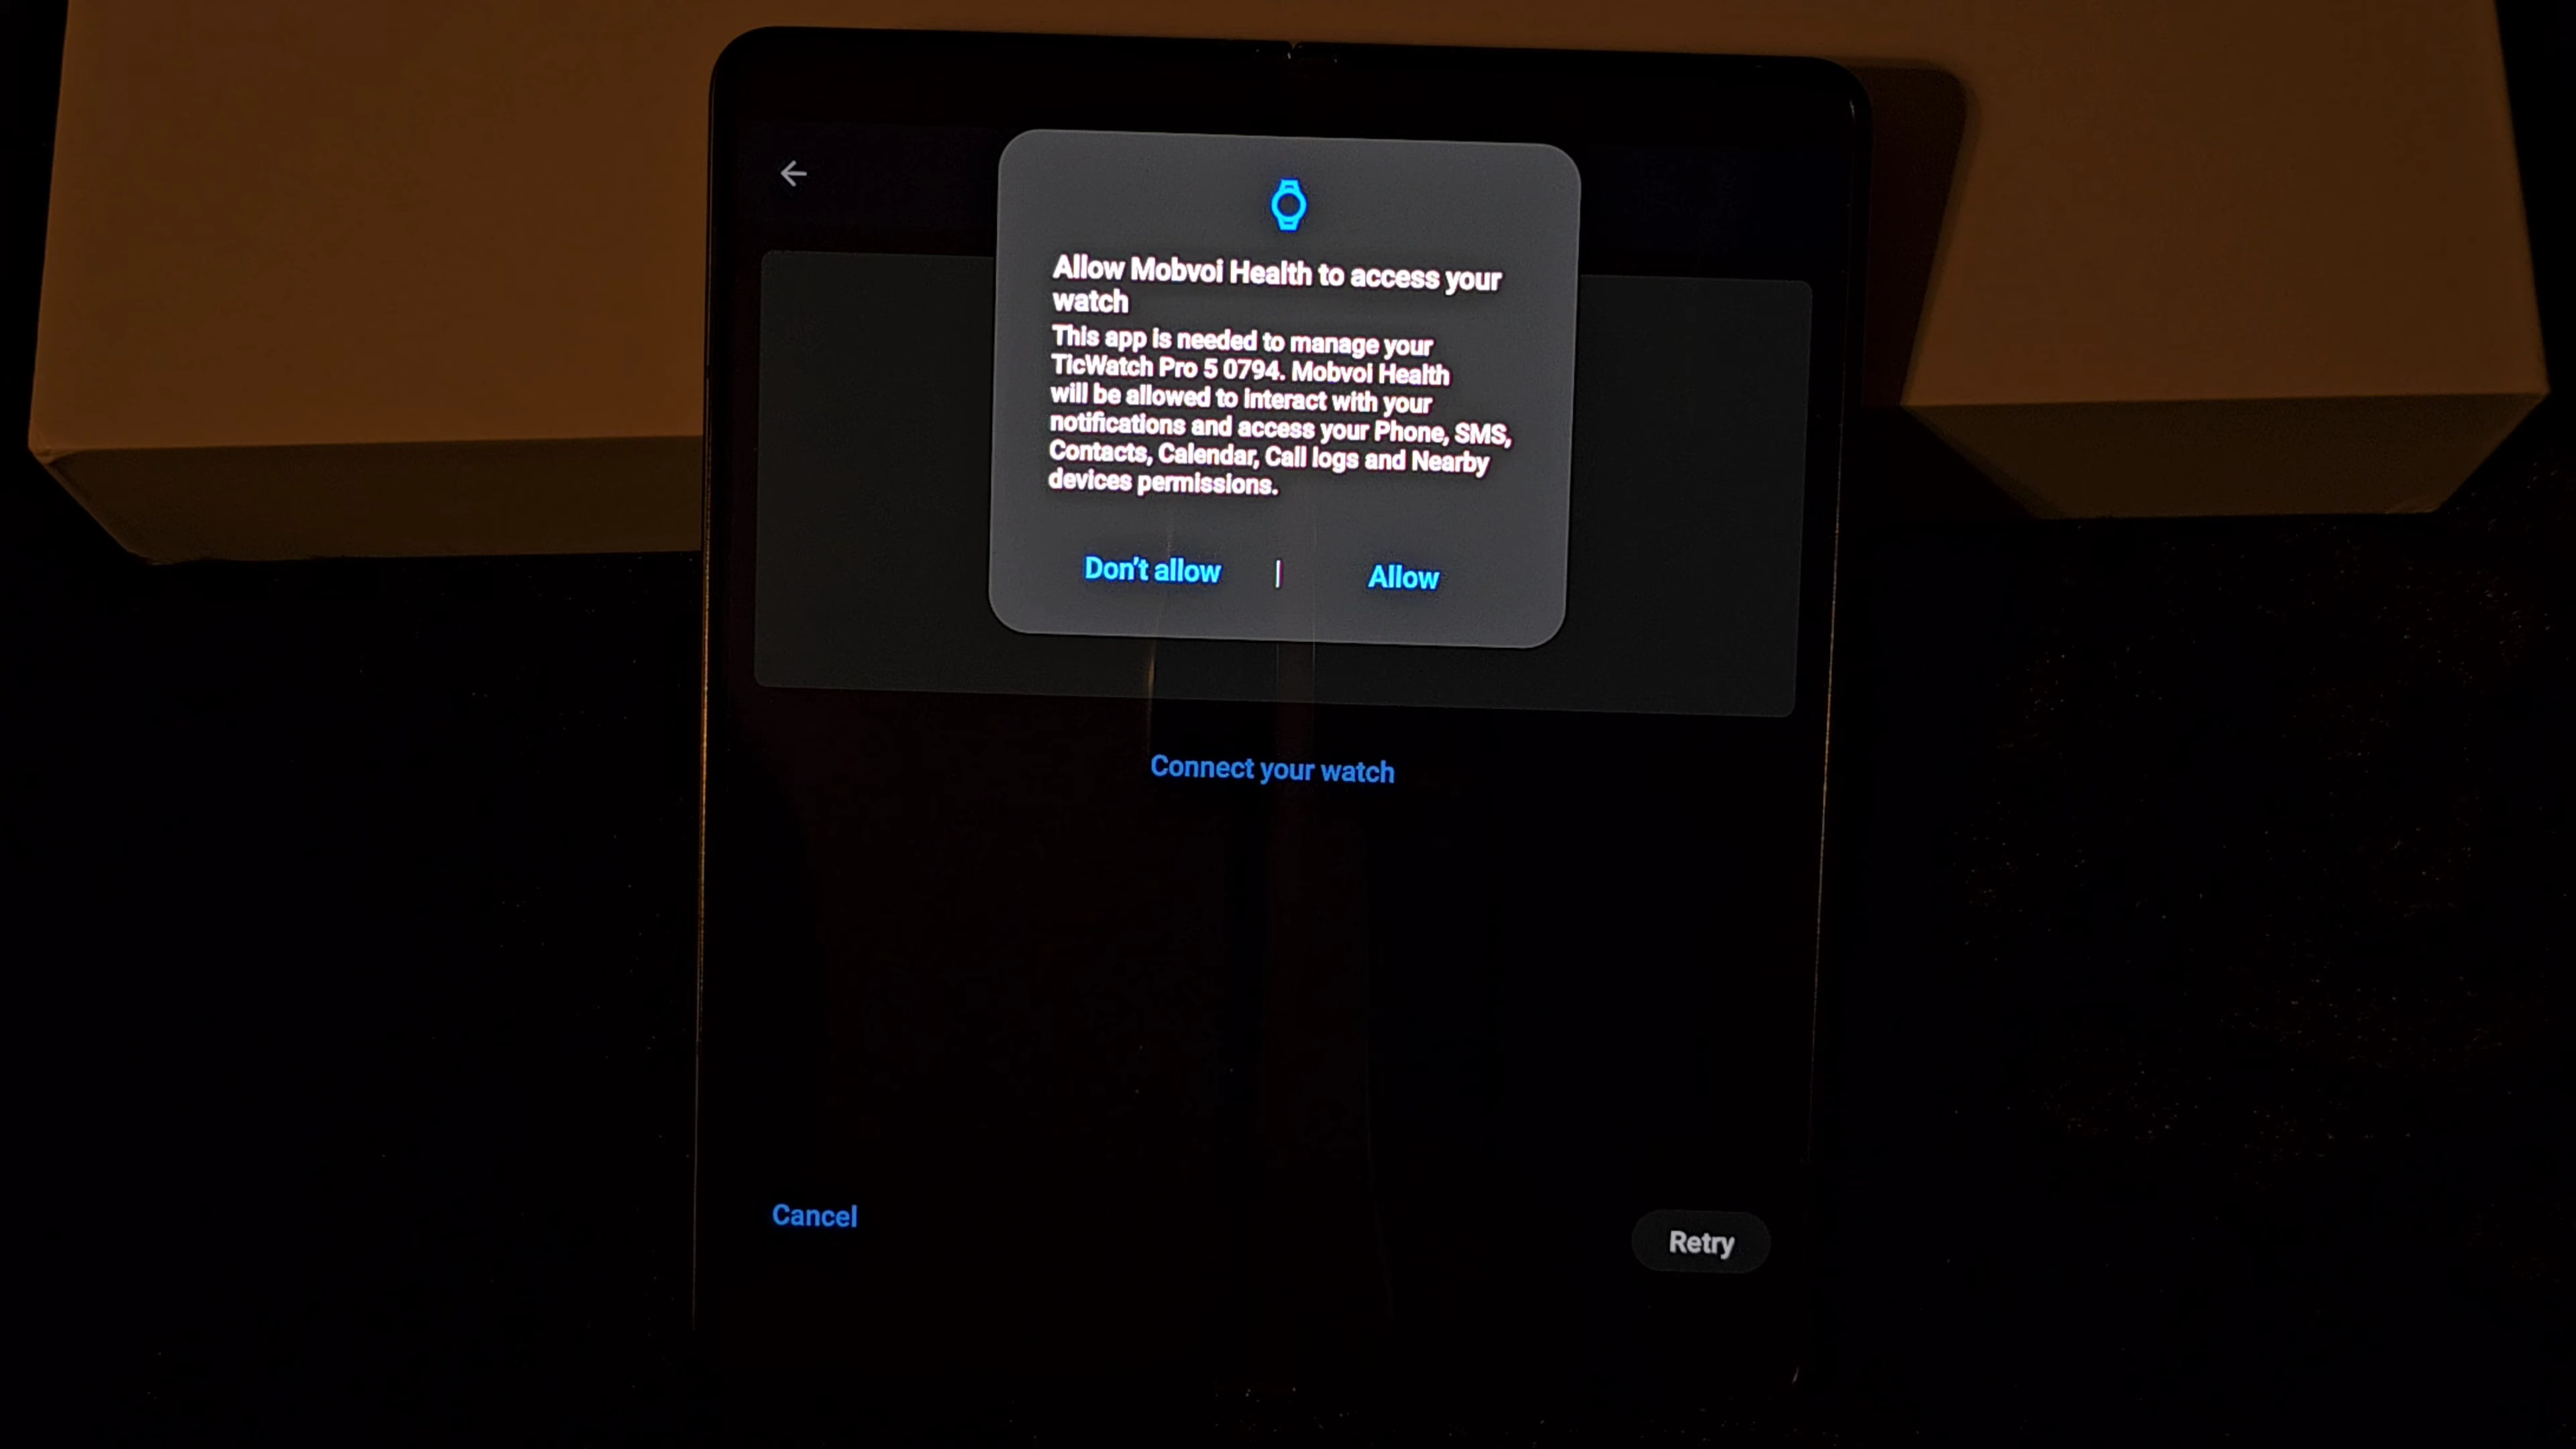 Allow Mobvoi Health to access your
watch
This app is needed to manage your
TicWatch Pro 5 0794. Mobvoi Health
will be allowed to interact with your
notifications and access your Phone, SMS,
Contacts, Calendar, Call logs and Nearby
devices permissions.
Don't allow | Allow
Connect your watch
Cancel
Retry